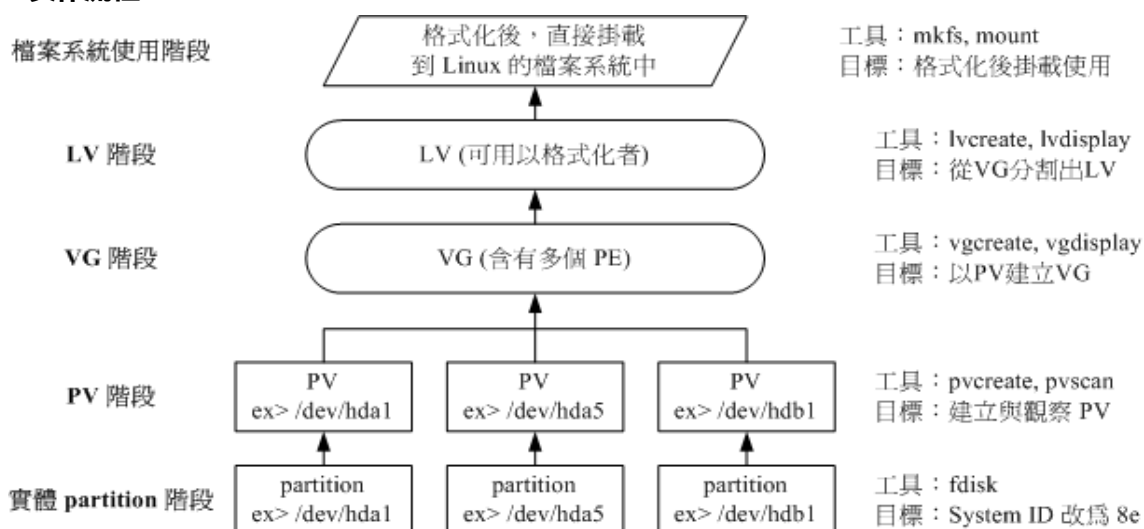 檔案系統使用階段
格式化後，直接掛載
到 Linux 的檔案系統中
工具：mkfs, mount
目標：格式化後掛載使用
LV 階段
LV (可用以格式化者)
工具：lvcreate, lvdisplay
目標：從VG分割出LV
VG 階段
VG (含有多個 PE)
工具：vgcreate, vgdisplay
目標：以PV建立VG
PV 階段
PV
ex> /dev/hda1
PV
ex> /dev/hda5
PV
ex> /dev/hdb1
工具：pvcreate, pvscan
目標：建立與觀察 PV
實體 partition 階段
partition
ex> /dev/hda1
partition
ex> /dev/hda5
partition
ex> /dev/hdb1
工具：fdisk
目標：System ID 改爲 8e